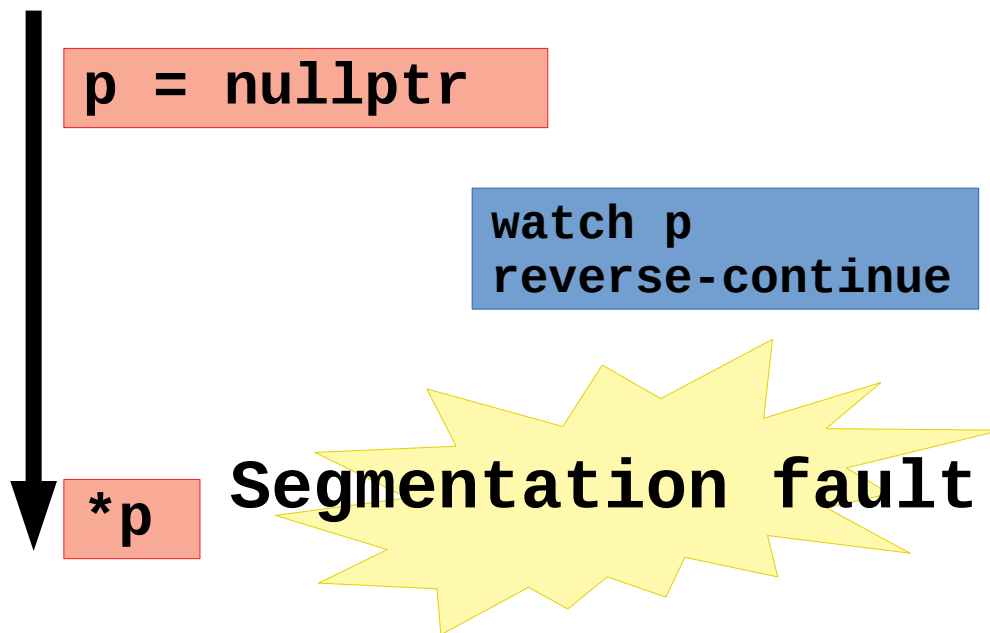 p = nullptr
watch p
reverse-continue
Segmentation fault
*p